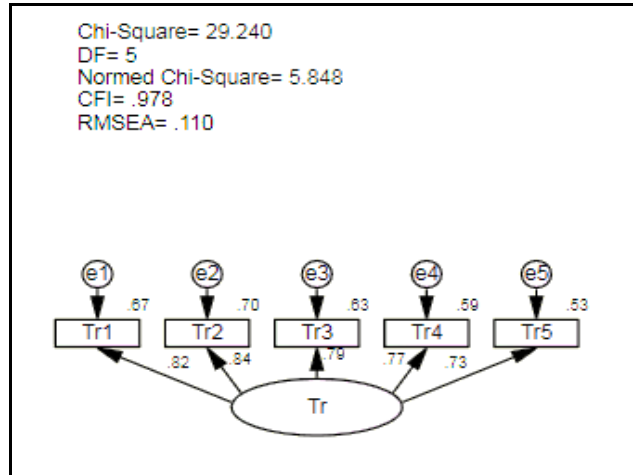 Chi-Square= 29.240
DF= 5
Normed Chi-Square= 5.848
CFI= .978
RMSEA= .110
e1 e2 e3 e4 e5
.67 .70 .63 .59 .53
Tr1 Tr2 Tr3 Tr4 Tr5
.82 .84 .79 .77 .73
Tr